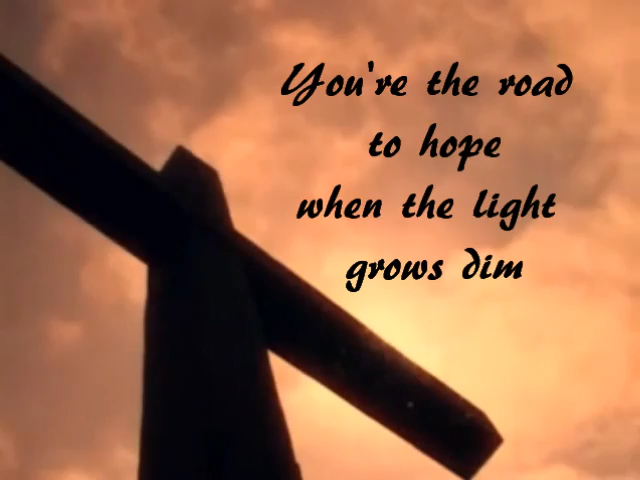 You're the road
to hope
when the light
grows dim